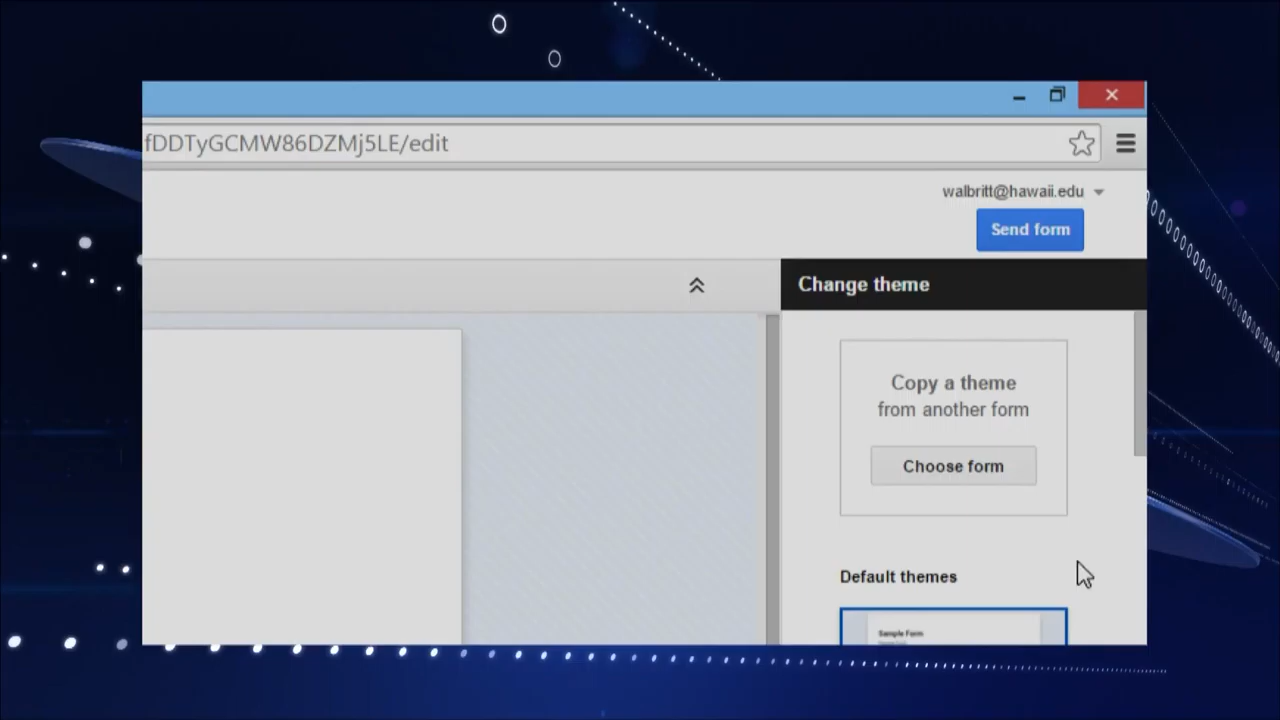 fDDTyGCMW86DZMj5LE/edit
walbritt@hawaii.edu
Send form
Change theme
Copy a theme
from another form
Choose form
Default themes
Sample Form